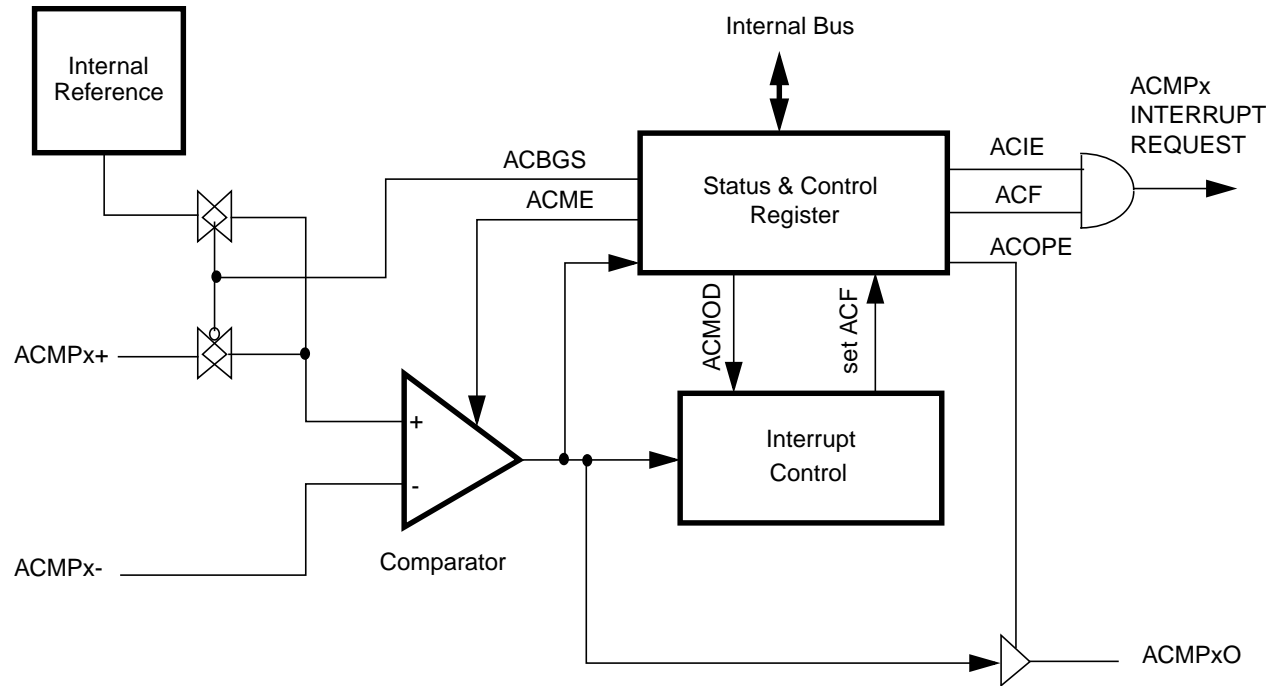 Internal Bus
Internal
Reference
ACMPx
INTERRUPT
REQUEST
ACBGS
ACME
Status & Control
Register
ACIE
ACF
ACOPE
ACMOD
set ACF
ACMPx+
+
-
Interrupt
Control
Comparator
ACMPx-
ACMPxO